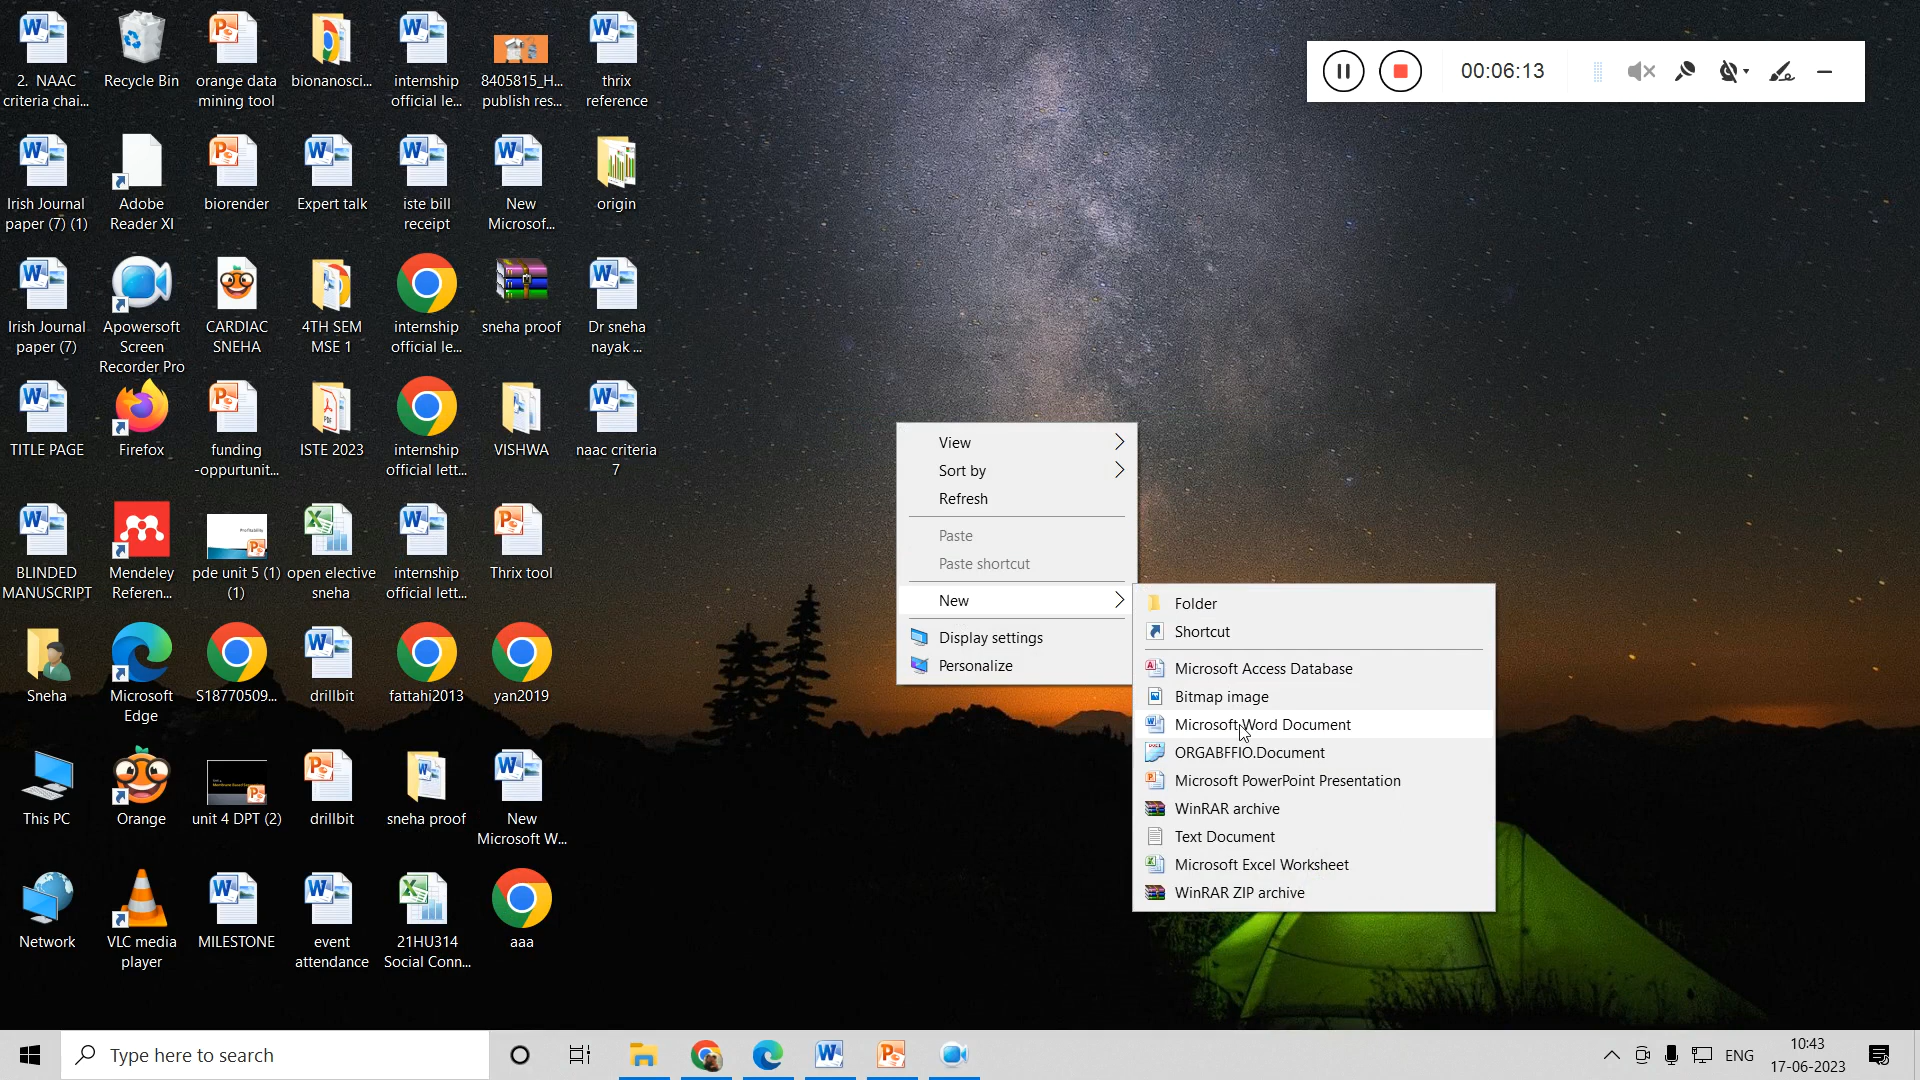 2.  NAAC
criteria chai...
Recycle Bin
orange data
mining tool
bionanosci...
internship
official le...
8405815_H...
publish res...
thrix
reference
00:06:13
Irish Journal
paper (7) (1)
Adobe
Reader XI
biorender
Expert talk
iste bill
receipt
New
Microsof...
origin
Irish Journal
paper (7)
Apowersoft
Screen
Recorder Pro
CARDIAC
SNEHA
4TH SEM
MSE 1
internship
official le...
sneha proof
Dr sneha
nayak ...
TITLE PAGE
Firefox
funding
-oppurtunit...
ISTE 2023
internship
official lett...
VISHWA
naac criteria
7
BLINDED
MANUSCRIPT
Mendeley
Referen...
pde unit 5 (1)
(1)
open elective
sneha
internship
official lett...
Thrix tool
Sneha
Microsoft
Edge
S18770509...
drillbit
fattahi2013
yan2019
This PC
Orange
unit 4 DPT (2)
drillbit
sneha proof
New
Microsoft W...
Network
VLC media
player
MILESTONE
event
attendance
21HU314
Social Conn...
aaa
View
Sort by
Refresh
Paste
Paste shortcut
New
Display settings
Personalize
Folder
Shortcut
Microsoft Access Database
Bitmap image
Microsoft Word Document
ORGABFFIO.Document
Microsoft PowerPoint Presentation
WinRAR archive
Text Document
Microsoft Excel Worksheet
WinRAR ZIP archive
Type here to search
ENG
10:43
17-06-2023